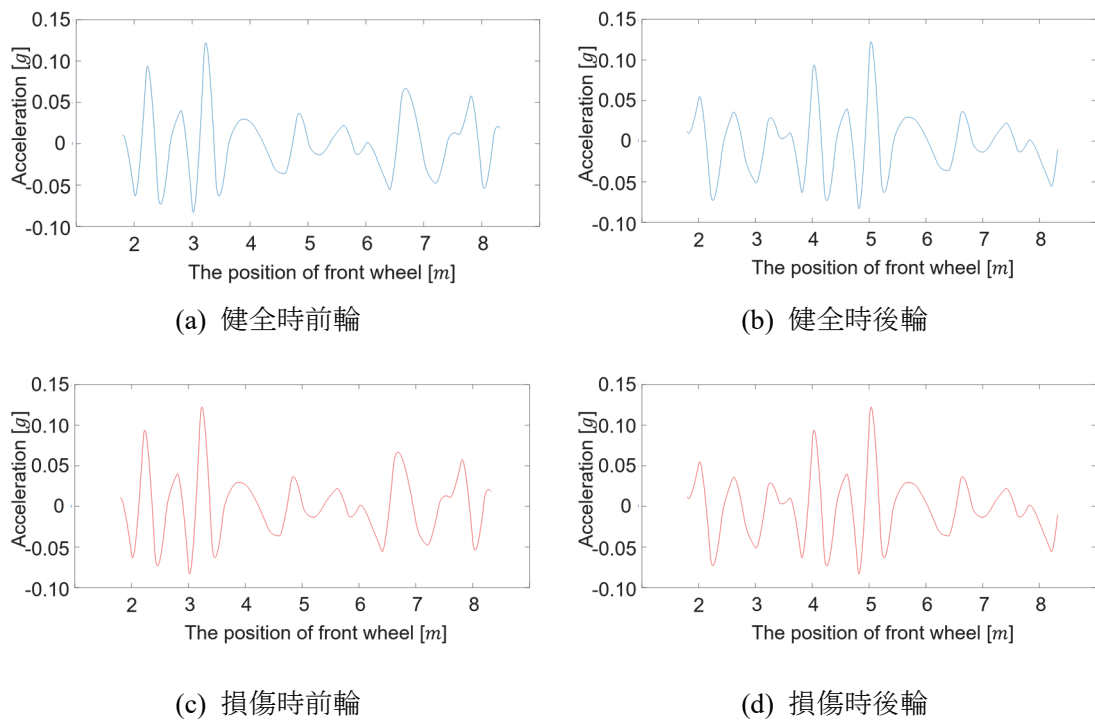 0.15
0.10
0.05
0
-0.05
-0.10
Acceleration [g]
2 3 4 5 6 7 8
The position of front wheel [m]
(a) 健全時前輪
0.15
0.10
0.05
0
-0.05
-0.10
Acceleration [g]
2 3 4 5 6 7 8
The position of front wheel [m]
(b) 健全時後輪
0.15
0.10
0.05
0
-0.05
-0.10
Acceleration [g]
2 3 4 5 6 7 8
The position of front wheel [m]
(c) 損傷時前輪
0.15
0.10
0.05
0
-0.05
-0.10
Acceleration [g]
2 3 4 5 6 7 8
The position of front wheel [m]
(d) 損傷時後輪